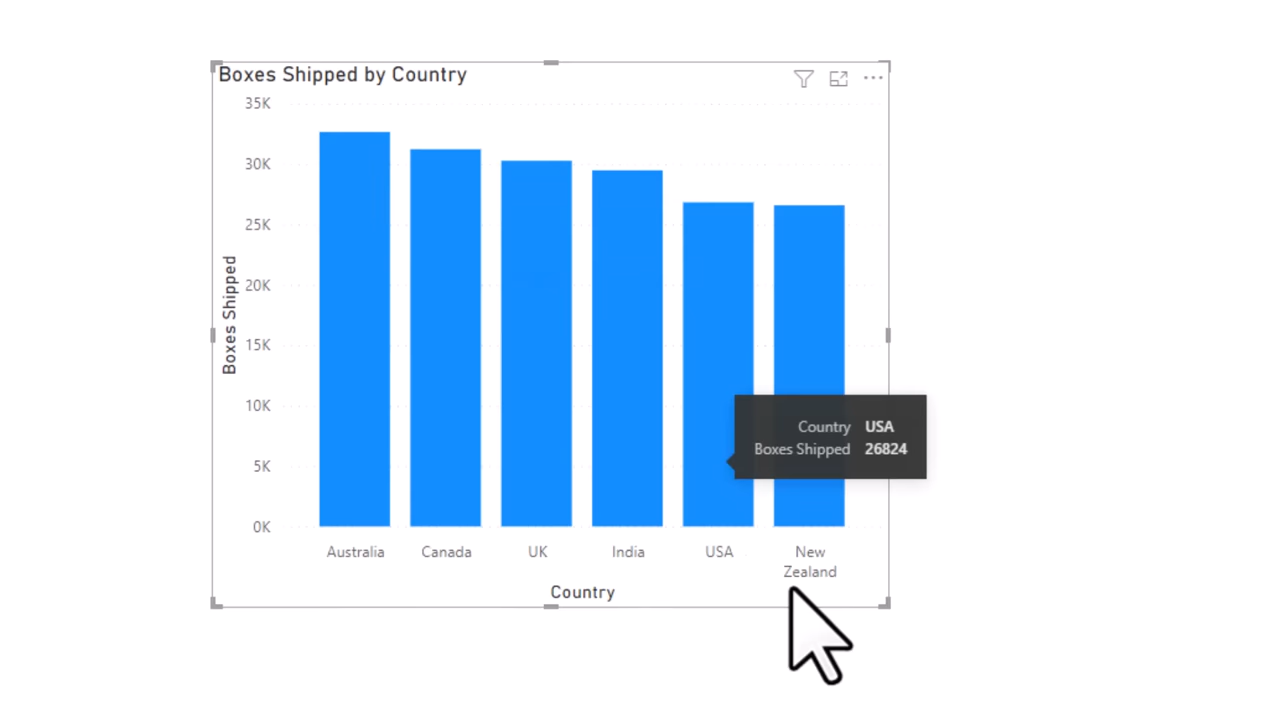 Boxes Shipped by Country
35K
30K
25K
20K
15K
10K
5K
0K
Boxes Shipped
Country USA
Boxes Shipped 26824
Australia Canada UK India USA New Zealand
Country